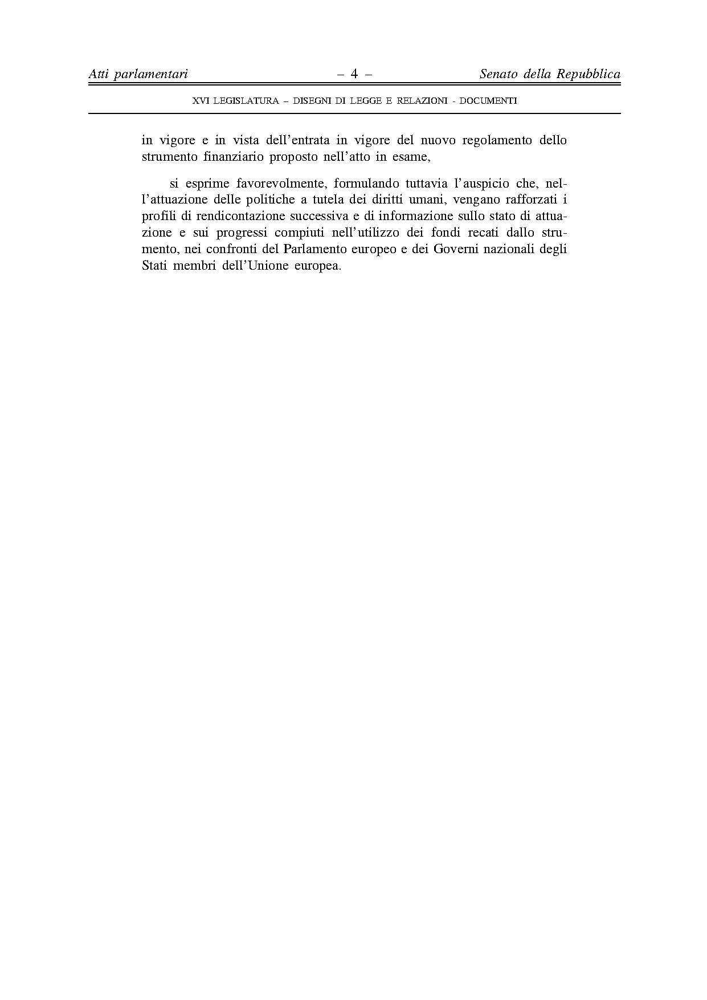 Atti parlamentari – 4 – Senato della Repubblica
XVI LEGISLATURA – DISEGNI DI LEGGE E RELAZIONI - DOCUMENTI
in vigore e in vista dell’entrata in vigore del nuovo regolamento dello
strumento finanziario proposto nell’atto in esame,
si esprime favorevolmente, formulando tuttavia l’auspicio che, nel-
l’attuazione delle politiche a tutela dei diritti umani, vengano rafforzati i
profili di rendicontazione successiva e di informazione sullo stato di attua-
zione e sui progressi compiuti nell’utilizzo dei fondi recati dallo stru-
mento, nei confronti del Parlamento europeo e dei Governi nazionali degli
Stati membri dell’Unione europea.